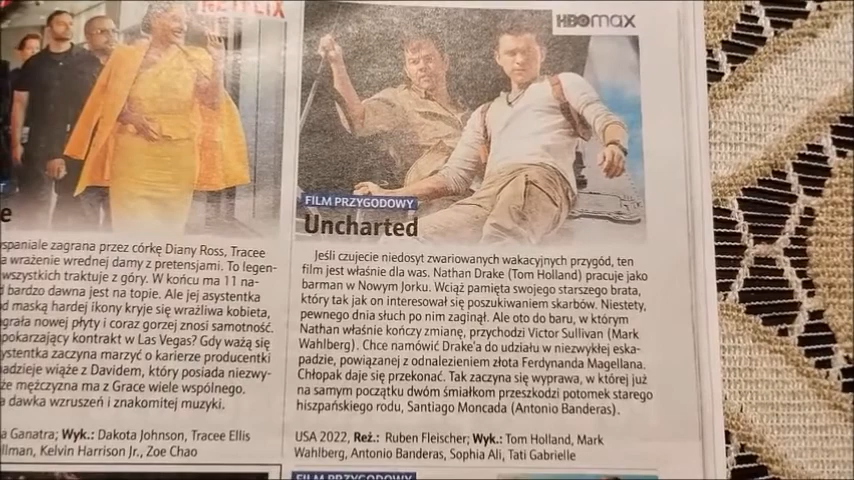 NETFLIX
e
spaniale zagrana przez córkę Diany Ross, Tracee
a wrażenie wrednej damy z pretensjami. To legen-
wszystkich traktuje z góry. W końcu ma 11 na-
bardzo dawna jest na topie. Ale jej asystentka
d maską hardej ikony kryje się wrażliwa kobieta,
grała nowej płyty i coraz gorzej znosi samotność.
pokarzający kontrakt w Las Vegas? Gdy ważą się
ystentka zaczyna marzyć o karierze producentki
adzieje wiąże z Davidem, który posiada niezwy-
że mężczyzna ma z Grace wiele wspólnego.
a dawka wzruszeń i znakomitej muzyki.
a Ganatra; Wyk.: Dakota Johnson, Tracee Ellis
llman, Kelvin Harrison Jr., Zoe Chao
HBOmax
FILM PRZYGODOWY
Uncharted
Jeśli czujecie niedosyt zwariowanych wakacyjnych przygód, ten
film jest właśnie dla was. Nathan Drake (Tom Holland) pracuje jako
barman w Nowym Jorku. Wciąż pamięta swojego starszego brata,
który tak jak on interesował się poszukiwaniem skarbów. Niestety,
pewnego dnia słuch po nim zaginął. Ale oto do baru, w którym
Nathan właśnie kończy zmianę, przychodzi Victor Sullivan (Mark
Wahlberg). Chce namówić Drake'a do udziału w niezwykłej eska-
padzie, powiązanej z odnalezieniem złota Ferdynanda Magellana.
Chłopak daje się przekonać. Tak zaczyna się wyprawa, w której już
na samym początku dwóm śmiałkom przeszkodzi potomek starego
hiszpańskiego rodu, Santiago Moncada (Antonio Banderas).
USA 2022, Reż.: Ruben Fleischer; Wyk.: Tom Holland, Mark
Wahlberg, Antonio Banderas, Sophia Ali, Tati Gabrielle
FILM PRZYGODOWY